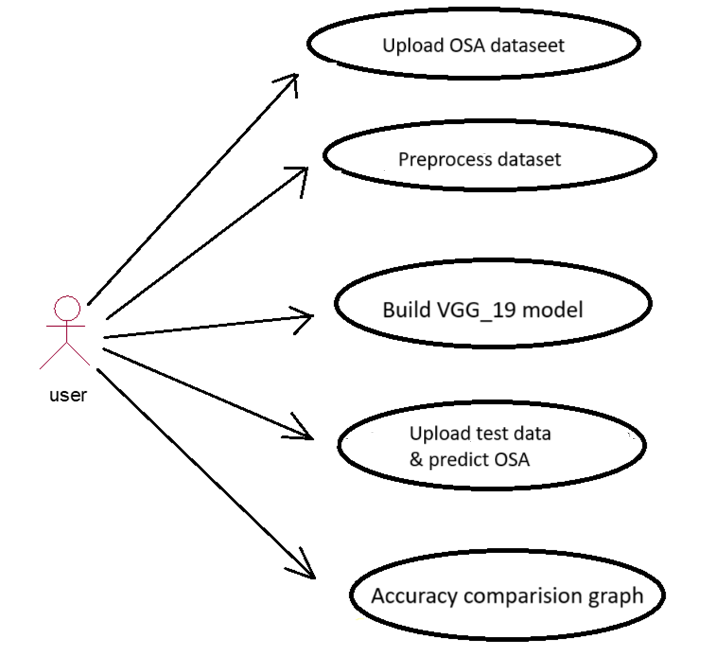 Upload OSA dataseet
Preprocess dataset
Build VGG_19 model
user
Upload test data
& predict OSA
Accuracy comparision graph